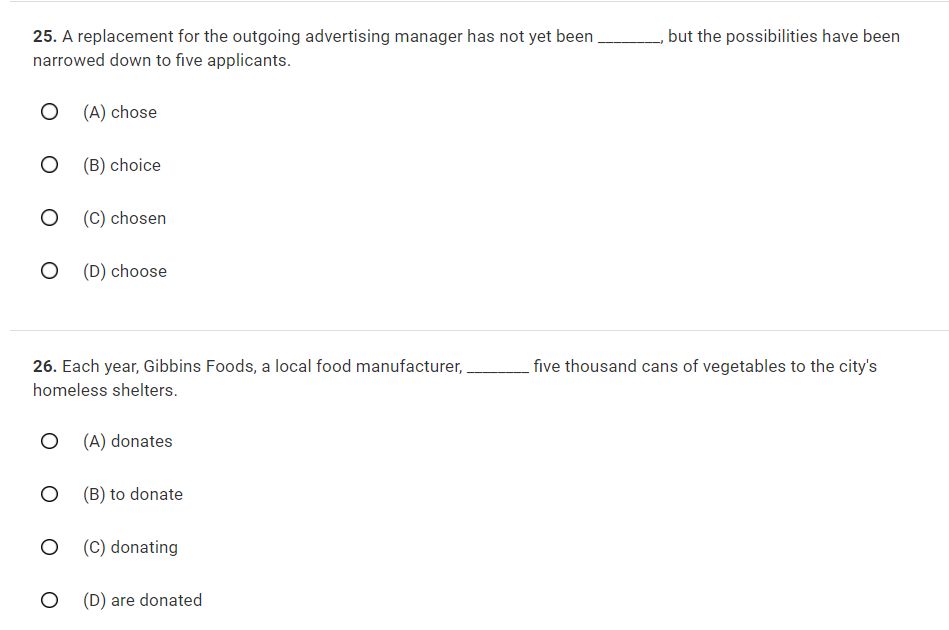 25. A replacement for the outgoing advertising manager has not yet been ________, but the possibilities have been
narrowed down to five applicants.
(A) chose
(B) choice
(C) chosen
(D) choose
26. Each year, Gibbins Foods, a local food manufacturer, ________ five thousand cans of vegetables to the city's
homeless shelters.
(A) donates
(B) to donate
(C) donating
(D) are donated